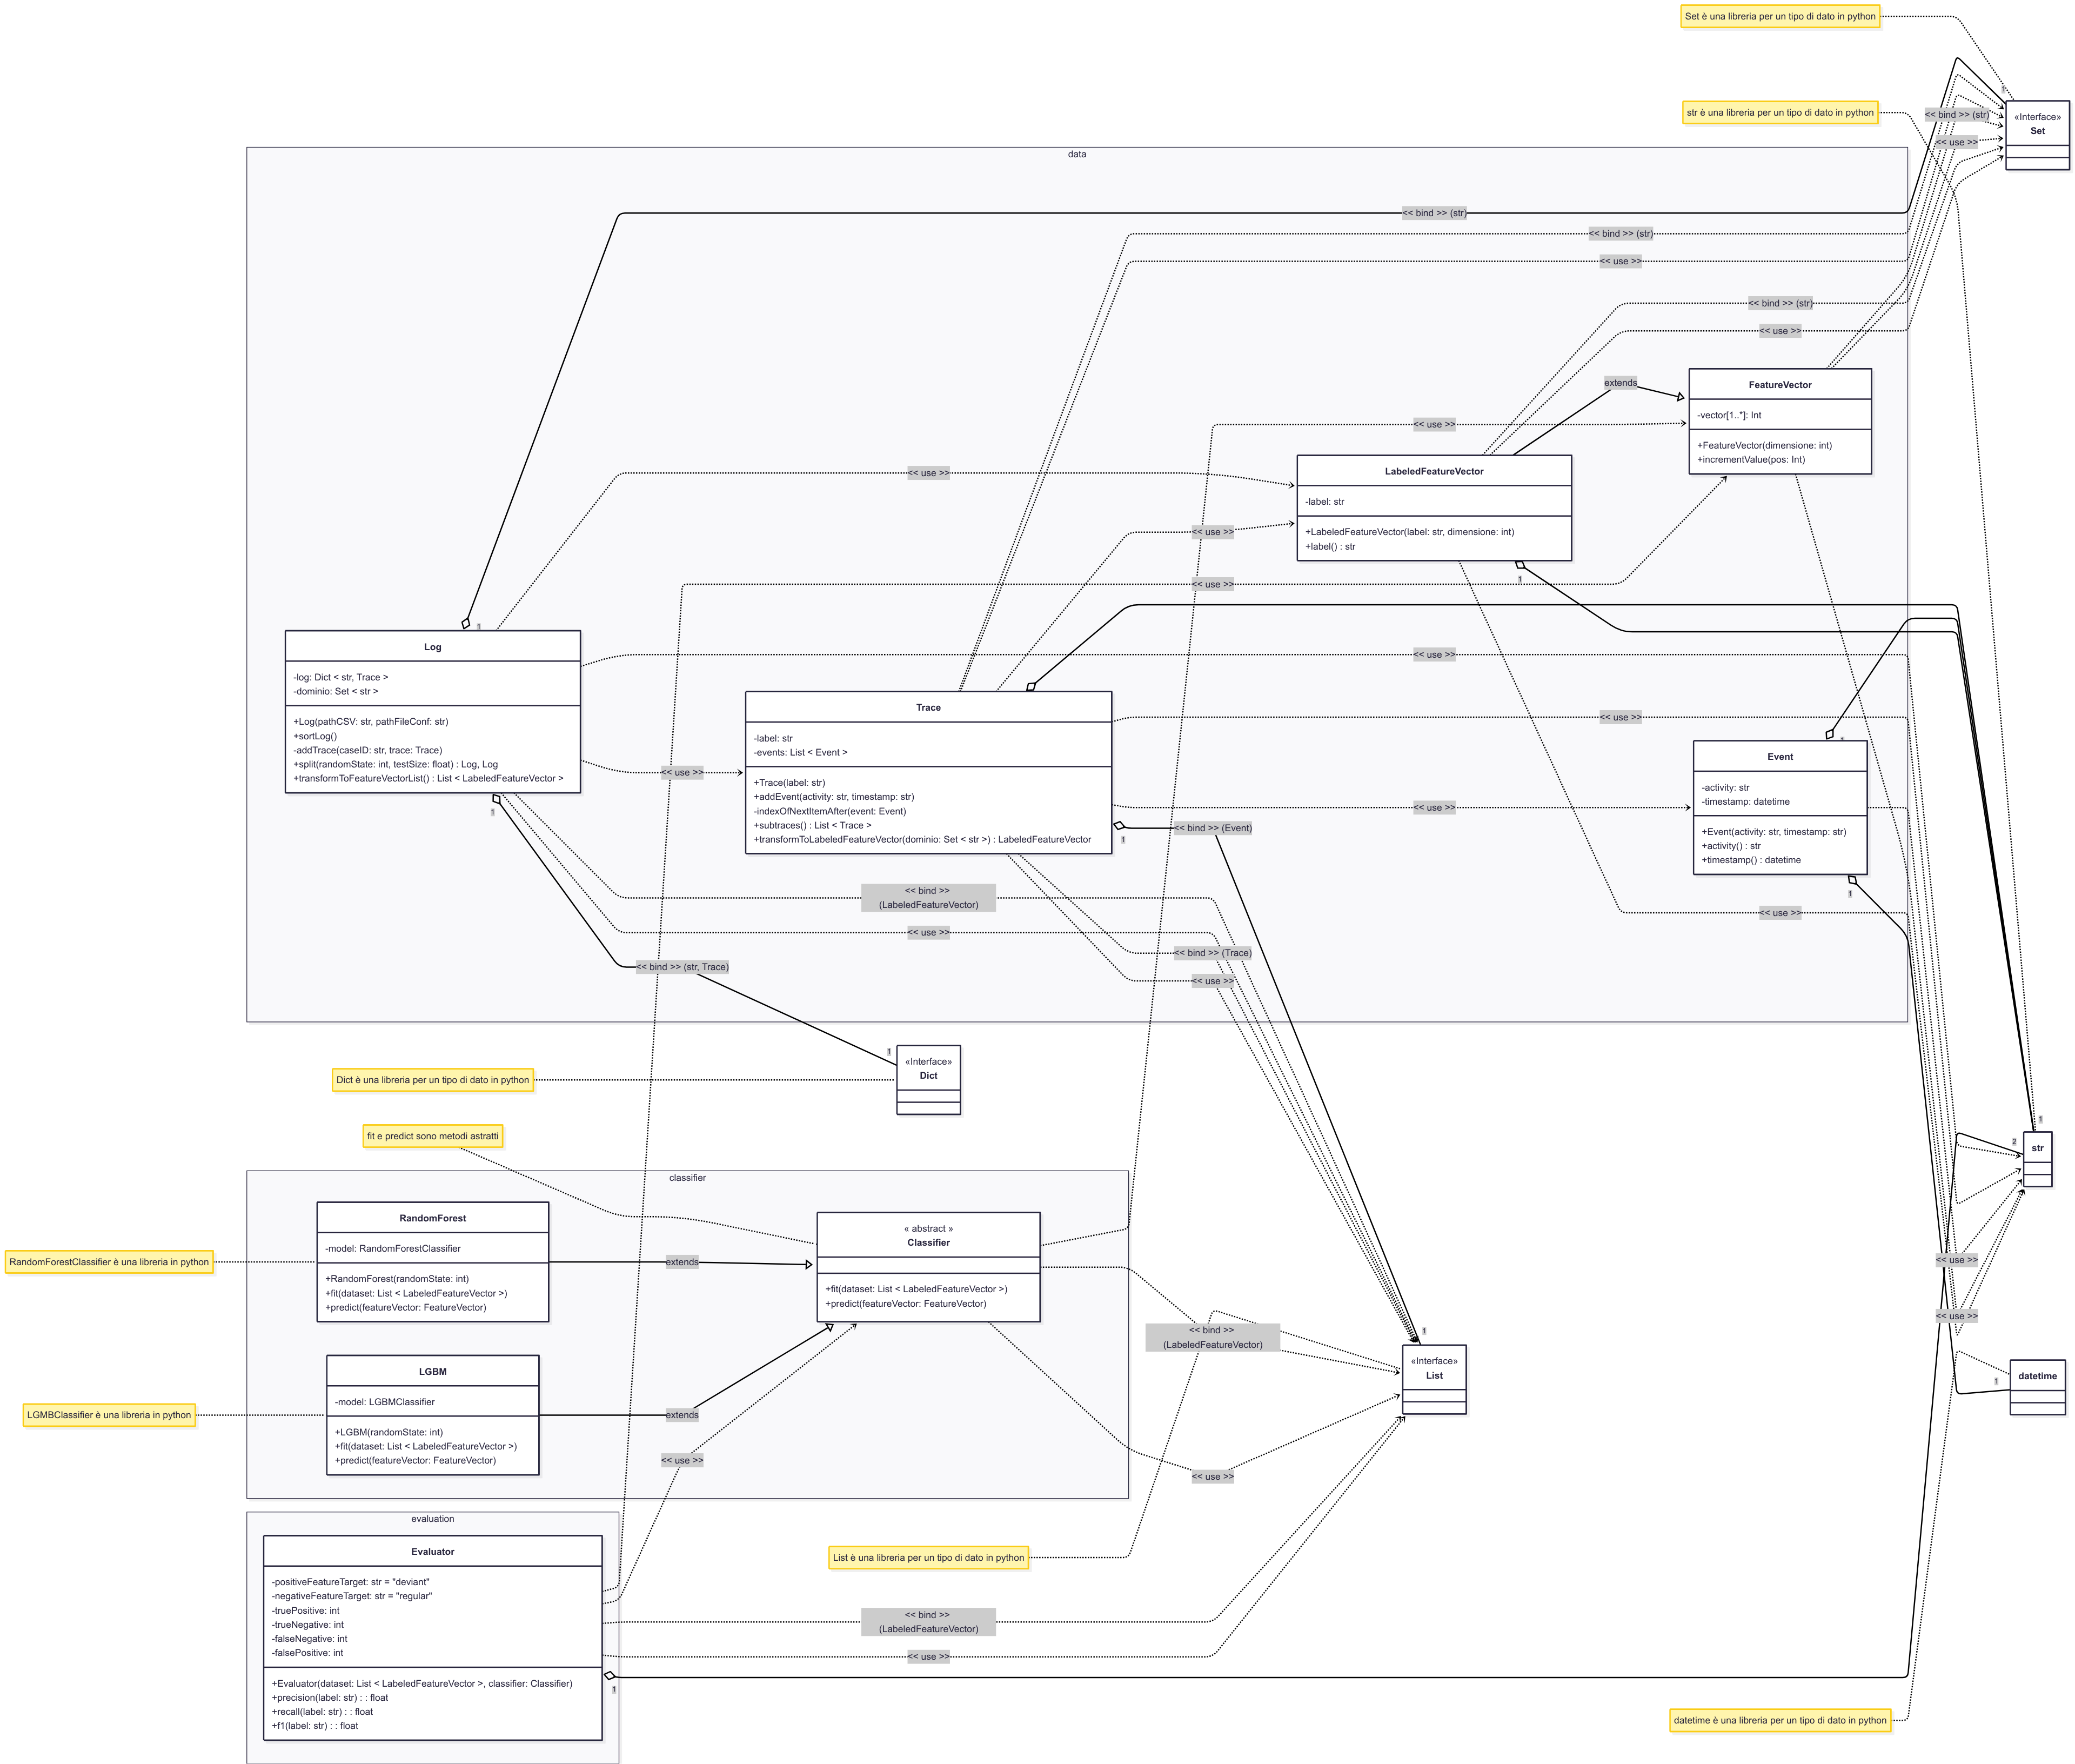 Set è una libreria per un tipo di dato in python
str è una libreria per un tipo di dato in python
«Interface»
Set
1
<< bind >> (str)
<< use >>
data
<< bind >> (str)
<< bind >> (str)
<< use >>
<< bind >> (str)
<< use >>
extends
FeatureVector
-vector[1..*]: Int
+FeatureVector(dimensione: int)
+incrementValue(pos: Int)
<< use >>
<< use >>
LabeledFeatureVector
-label: str
+LabeledFeatureVector(label: str, dimensione: int)
+label() : str
1
<< use >>
<< use >>
1
Log
-log: Dict < str, Trace >
-dominio: Set < str >
+Log(pathCSV: str, pathFileConf: str)
+sortLog()
-addTrace(caseID: str, trace: Trace)
+split(randomState: int, testSize: float) : Log, Log
+transformToFeatureVectorList() : List < LabeledFeatureVector >
1
<< use >>
<< use >>
<< use >>
Trace
-label: str
-events: List < Event >
+Trace(label: str)
+addEvent(activity: str, timestamp: str)
-indexOfNextItemAfter(event: Event)
+subtraces() : List < Trace >
+transformToLabeledFeatureVector(dominio: Set < str >) : LabeledFeatureVector
1
<< use >>
Event
-activity: str
-timestamp: datetime
+Event(activity: str, timestamp: str)
+activity() : str
+timestamp() : datetime
1
<< bind >> (Event)
<< bind >>
(LabeledFeatureVector)
<< use >>
<< use >>
<< bind >> (Trace)
<< bind >> (str, Trace)
<< use >>
1
«Interface»
Dict
Dict è una libreria per un tipo di dato in python
fit e predict sono metodi astratti
1
2
str
classifier
RandomForest
-model: RandomForestClassifier
+RandomForest(randomState: int)
+fit(dataset: List < LabeledFeatureVector >)
+predict(featureVector: FeatureVector)
RandomForestClassifier è una libreria in python
extends
« abstract »
Classifier
+fit(dataset: List < LabeledFeatureVector >)
+predict(featureVector: FeatureVector)
<< use >>
<< use >>
<< bind >>
(LabeledFeatureVector)
1
«Interface»
List
1
datetime
LGBM
-model: LGBMClassifier
+LGBM(randomState: int)
+fit(dataset: List < LabeledFeatureVector >)
+predict(featureVector: FeatureVector)
LGMBClassifier è una libreria in python
extends
<< use >>
<< use >>
evaluation
Evaluator
-positiveFeatureTarget: str = "deviant"
-negativeFeatureTarget: str = "regular"
-truePositive: int
-trueNegative: int
-falseNegative: int
-falsePositive: int
+Evaluator(dataset: List < LabeledFeatureVector >, classifier: Classifier)
+precision(label: str) : : float
+recall(label: str) : : float
+f1(label: str) : : float
1
List è una libreria per un tipo di dato in python
<< bind >>
(LabeledFeatureVector)
<< use >>
datetime è una libreria per un tipo di dato in python